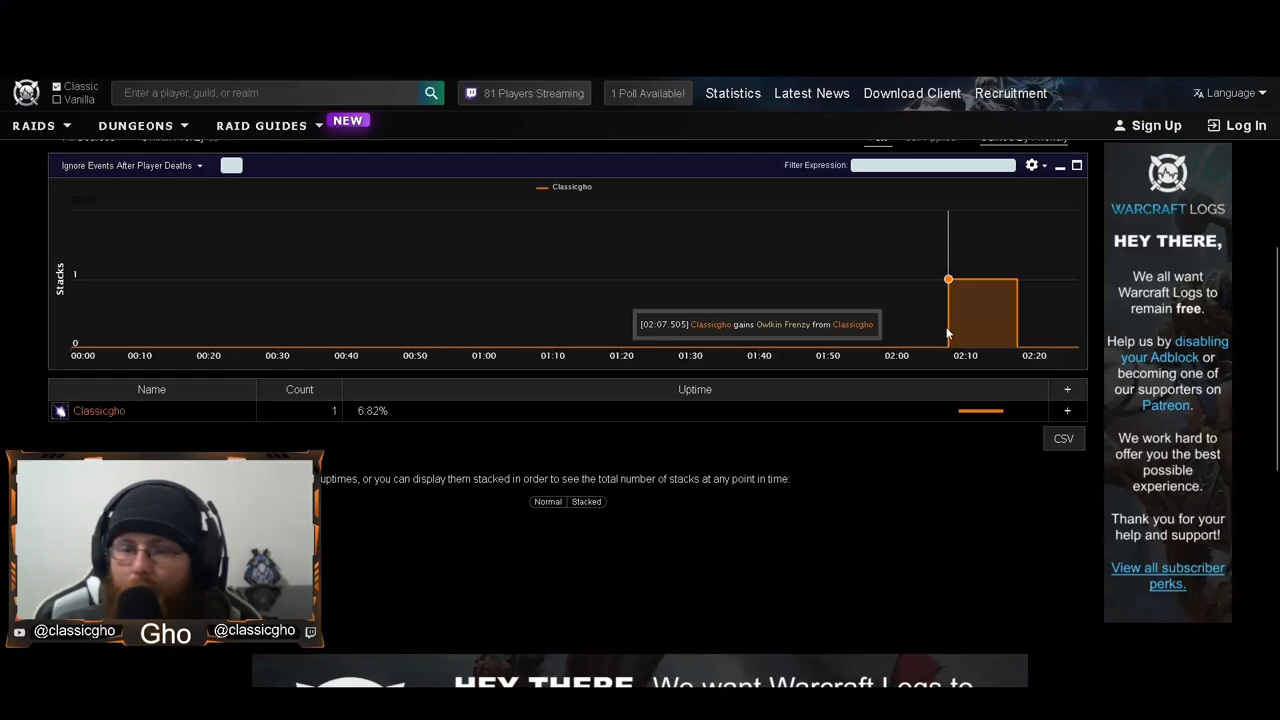 Classic
Vanilla
Enter a player, guild, or realm
81 Players Streaming
1 Poll Available!
Statistics
Latest News
Download Client
Recruitment
Language
RAIDS
DUNGEONS
RAID GUIDES
NEW
Sign Up
Log In
Ignore Events After Player Deaths
Filter Expression:
Classicgho
Zoom
Stacks
1
0
[02:07.505] Classicgho gains Owlkin Frenzy from Classicgho
00:00 00:10 00:20 00:30 00:40 00:50 01:00 01:10 01:20 01:30 01:40 01:50 02:00 02:10 02:20
Name Count Uptime +
Classicgho 1 6.82% +
CSV
uptimes, or you can display them stacked in order to see the total number of stacks at any point in time:
Normal Stacked
WARCRAFT LOGS
HEY THERE,
We all want
Warcraft Logs to
remain free.
Help us by disabling
your Adblock or
becoming one of
our supporters on
Patreon.
We work hard to
offer you the best
possible
experience.
Thank you for your
help and support!
View all subscriber
perks.
@classicgho
Gho
@classicgho
HEY THERE, We want Warcraft Logs to